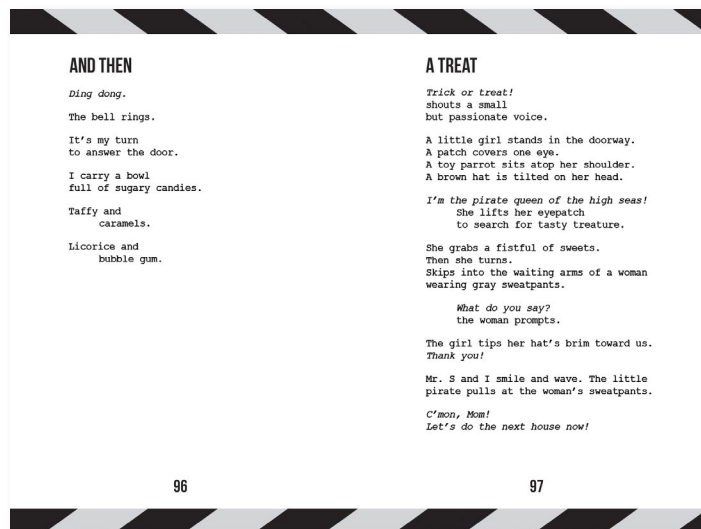 AND THEN
Ding dong.
The bell rings.
It's my turn
to answer the door.
I carry a bowl
full of sugary candies.
Taffy and
caramels.
Licorice and
bubble gum.
96
A TREAT
Trick or treat!
shouts a small
but passionate voice.
A little girl stands in the doorway.
A patch covers one eye.
A toy parrot sits atop her shoulder.
A brown hat is tilted on her head.
I'm the pirate queen of the high seas!
She lifts her eyepatch
to search for tasty treature.
She grabs a fistful of sweets.
Then she turns.
Skips into the waiting arms of a woman
wearing gray sweatpants.
What do you say?
the woman prompts.
The girl tips her hat's brim toward us.
Thank you!
Mr. S and I smile and wave. The little
pirate pulls at the woman's sweatpants.
C'mon, Mom!
Let's do the next house now!
97